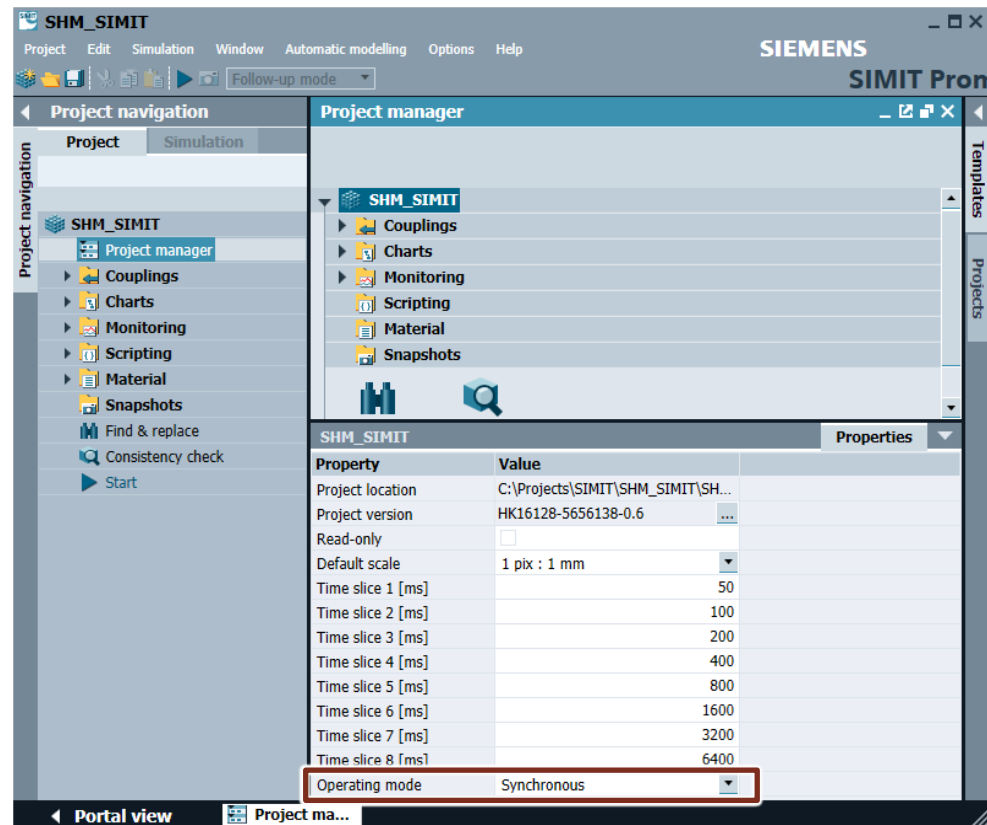 SHM_SIMIT
Project Edit Simulation Window Automatic modelling Options Help
SIEMENS
Follow-up mode
SIMIT Prom
Project navigation
Project Simulation
Project navigation
SHM_SIMIT
Project manager
Couplings
Charts
Monitoring
Scripting
Material
Snapshots
Find & replace
Consistency check
Start
Project manager
SHM_SIMIT
Couplings
Charts
Monitoring
Scripting
Material
Snapshots
SHM_SIMIT Properties
Property Value
Project location C:\Projects\SIMIT\SHM_SIMIT\SH...
Project version HK16128-5656138-0.6 ...
Read-only
Default scale 1 pix : 1 mm
Time slice 1 [ms] 50
Time slice 2 [ms] 100
Time slice 3 [ms] 200
Time slice 4 [ms] 400
Time slice 5 [ms] 800
Time slice 6 [ms] 1600
Time slice 7 [ms] 3200
Time slice 8 [ms] 6400
Operating mode Synchronous
Templates
Projects
Portal view Project ma...